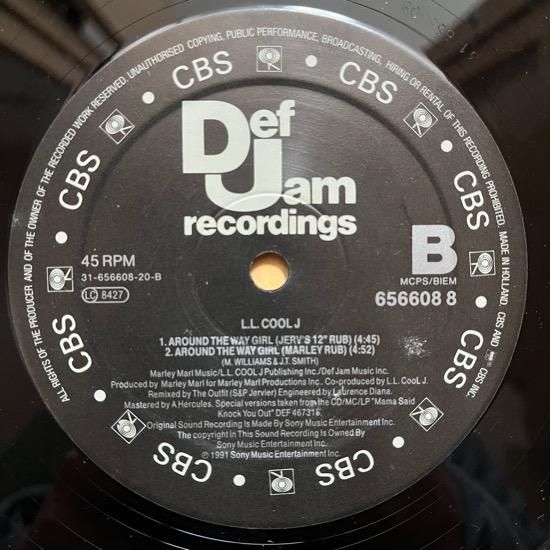 ALL RIGHTS OF THE PRODUCER AND OF THE OWNER OF THE RECORDED WORK RESERVED. UNAUTHORISED COPYING, PUBLIC PERFORMANCE, BROADCASTING, HIRING OR RENTAL OF THIS RECORDING PROHIBITED. MADE IN HOLLAND. CBS AND CBS INC.
CBS CBS CBS CBS CBS CBS CBS CBS
Def
Jam
recordings
45 RPM
31-656608-20-B
LC 8427
B
MCPS/BIEM
656608 8
L.L. COOL J
1. AROUND THE WAY GIRL (JERV'S 12" RUB) (4:45)
2. AROUND THE WAY GIRL (MARLEY RUB) (4:52)
(M. WILLIAMS & J.T. SMITH)
Marley Marl Music/L.L. COOL J Publishing Inc./Def Jam Music Inc.
Produced by Marley Marl for Marley Marl Productions Inc. Co-produced by L.L. Cool J.
Remixed by The Outfit (S&P Jervier) Engineered by Laurence Diana.
Mastered by A Hercules. Special versions taken from the CD/MC/LP "Mama Said
Knock You Out" DEF 467315
Original Sound Recording Is Made By Sony Music Entertainment Inc.
The copyright in This Sound Recording Is Owned By
Sony Music Entertainment Inc.
© 1991 Sony Music Entertainment Inc.